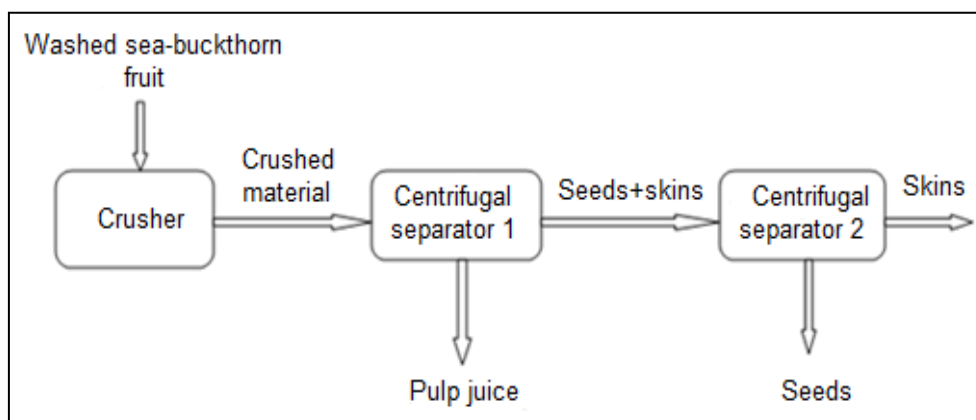 Washed sea-buckthorn
fruit
Crusher
Crushed
material
Centrifugal
separator 1
Seeds+skins
Centrifugal
separator 2
Skins
Pulp juice
Seeds